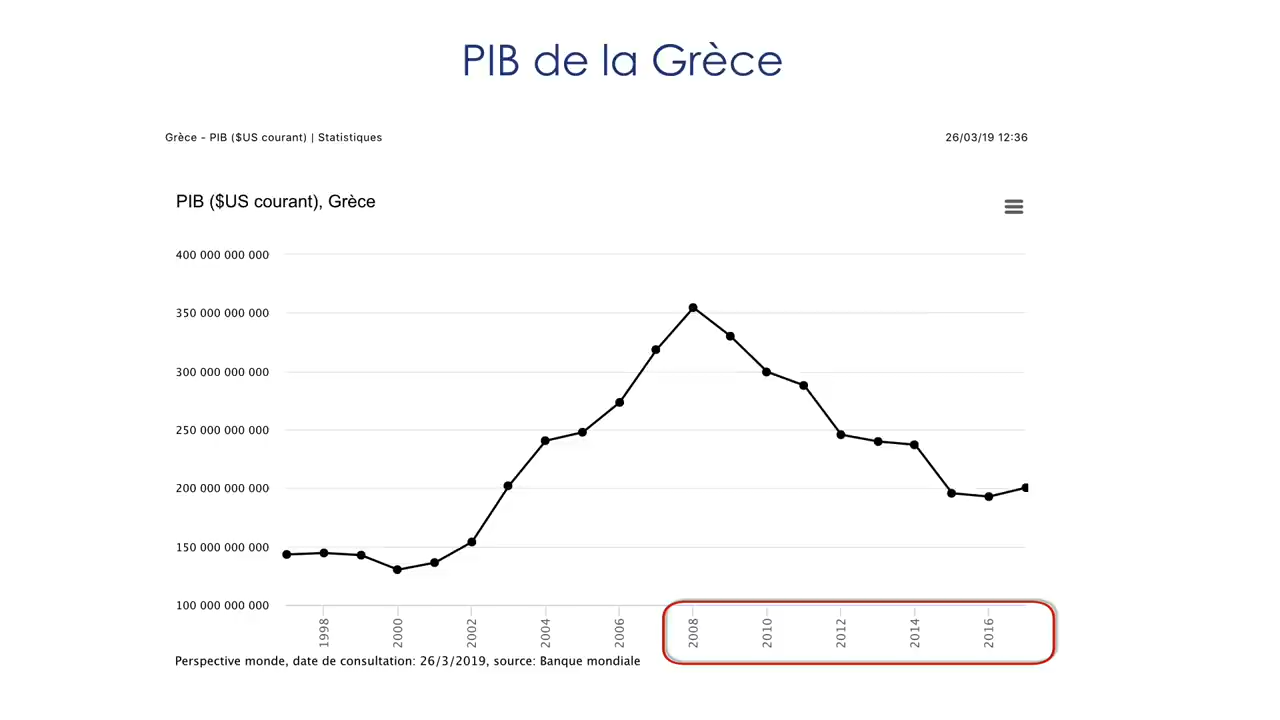 PIB de la Grèce
Grèce - PIB ($US courant) | Statistiques
26/03/19 12:36
PIB ($US courant), Grèce
400 000 000 000
350 000 000 000
300 000 000 000
250 000 000 000
200 000 000 000
150 000 000 000
100 000 000 000
1998
2000
2002
2004
2006
2008
2010
2012
2014
2016
Perspective monde, date de consultation: 26/3/2019, source: Banque mondiale